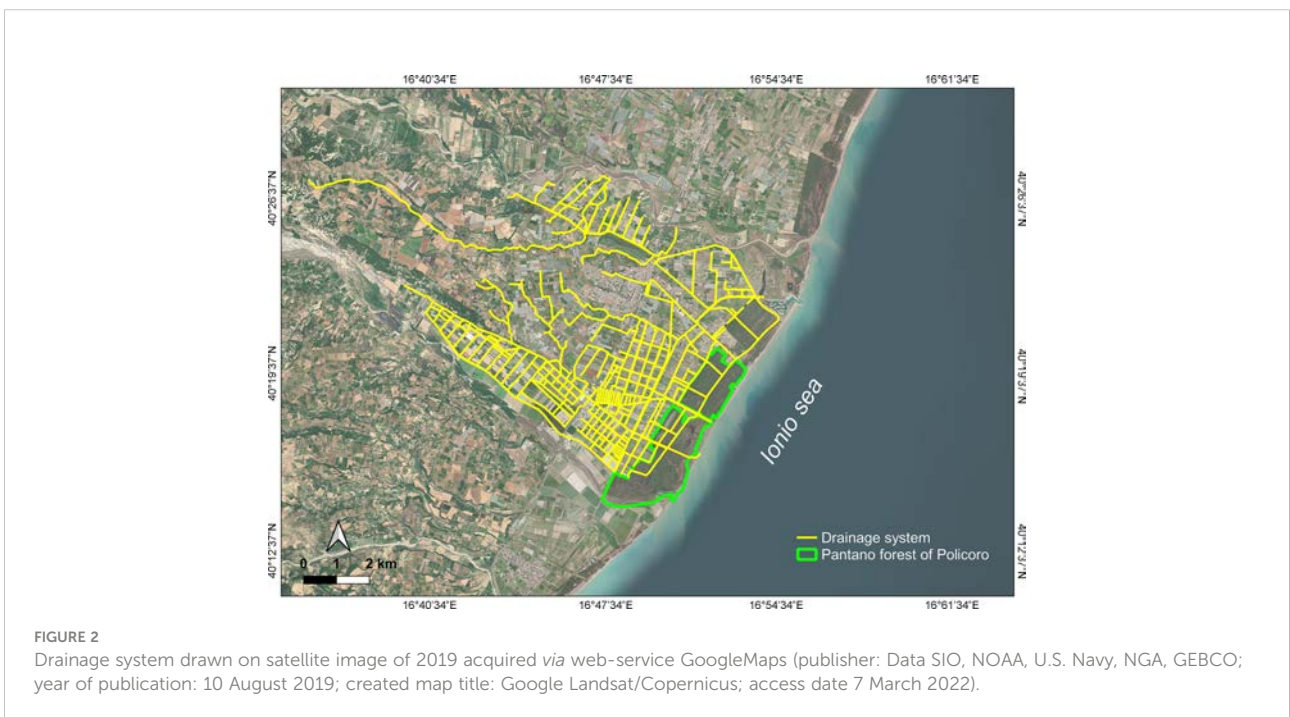 16°40'34"E 16°47'34"E 16°54'34"E 16°61'34"E
40°26'37"N 40°26'37"N
40°19'37"N 40°19'37"N
Ionio sea
Drainage system
Pantano forest of Policoro
40°12'37"N 40°12'37"N
0 1 2 km
16°40'34"E 16°47'34"E 16°54'34"E 16°61'34"E
FIGURE 2
Drainage system drawn on satellite image of 2019 acquired via web-service GoogleMaps (publisher: Data SIO, NOAA, U.S. Navy, NGA, GEBCO;
year of publication: 10 August 2019; created map title: Google Landsat/Copernicus; access date 7 March 2022).